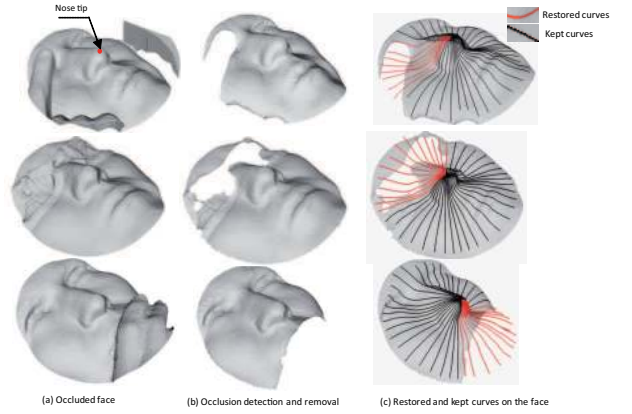 Nose tip
Restored curves
Kept curves
(a) Occluded face
(b) Occlusion detection and removal
(c) Restored and kept curves on the face